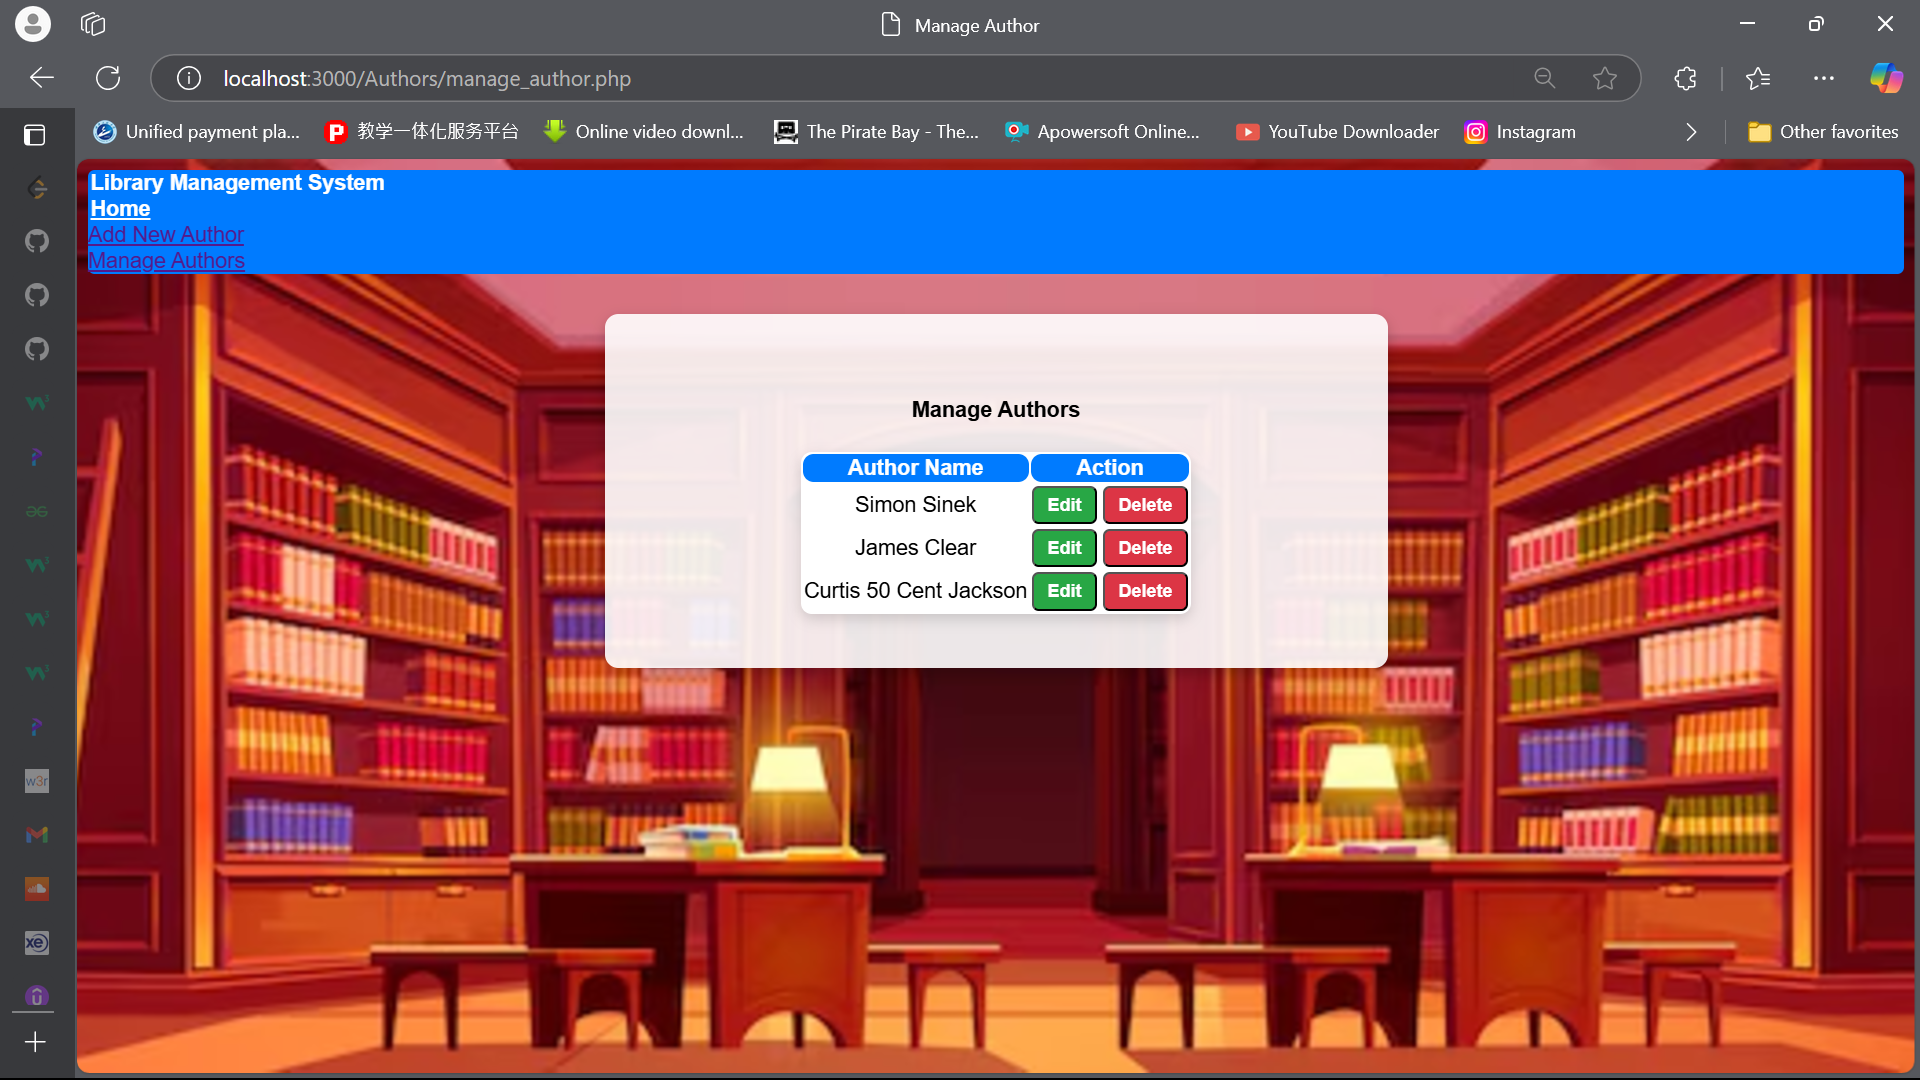 Manage Author
localhost:3000/Authors/manage_author.php
Unified payment pla... 教学一体化服务平台 Online video downl... The Pirate Bay - The... Apowersoft Online... YouTube Downloader Instagram Other favorites
Library Management System
Home
Add New Author
Manage Authors
Manage Authors
Author Name Action
Simon Sinek Edit Delete
James Clear Edit Delete
Curtis 50 Cent Jackson Edit Delete
w3r
xe